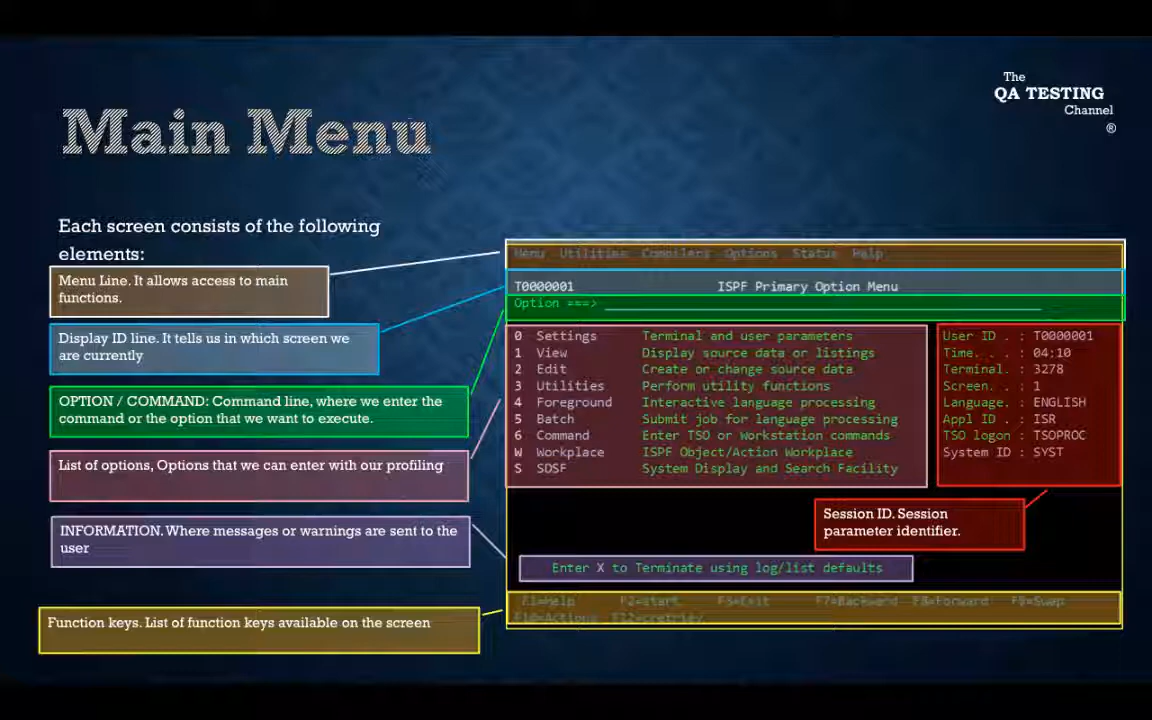 The
QA TESTING
Channel
®
Main Menu
Each screen consists of the following
elements:
Menu Line. It allows access to main
functions.
Display ID line. It tells us in which screen we
are currently
OPTION / COMMAND: Command line, where we enter the
command or the option that we want to execute.
List of options, Options that we can enter with our profiling
INFORMATION. Where messages or warnings are sent to the
user
Function keys. List of function keys available on the screen
Menu Utilities Compilers Options Status Help
T0000001 ISPF Primary Option Menu
Option ===>
0 Settings Terminal and user parameters
1 View Display source data or listings
2 Edit Create or change source data
3 Utilities Perform utility functions
4 Foreground Interactive language processing
5 Batch Submit job for language processing
6 Command Enter TSO or Workstation commands
W Workplace ISPF Object/Action Workplace
S SDSF System Display and Search Facility
User ID . : T0000001
Time. . . : 04:10
Terminal. : 3278
Screen. . : 1
Language. : ENGLISH
Appl ID . : ISR
TSO logon : TSOPROC
System ID : SYST
Session ID. Session
parameter identifier.
Enter X to Terminate using log/list defaults
F1=Help F2=start F3=Exit F7=Backward F8=Forward F9=Swap
F10=Actions F12=retrieve